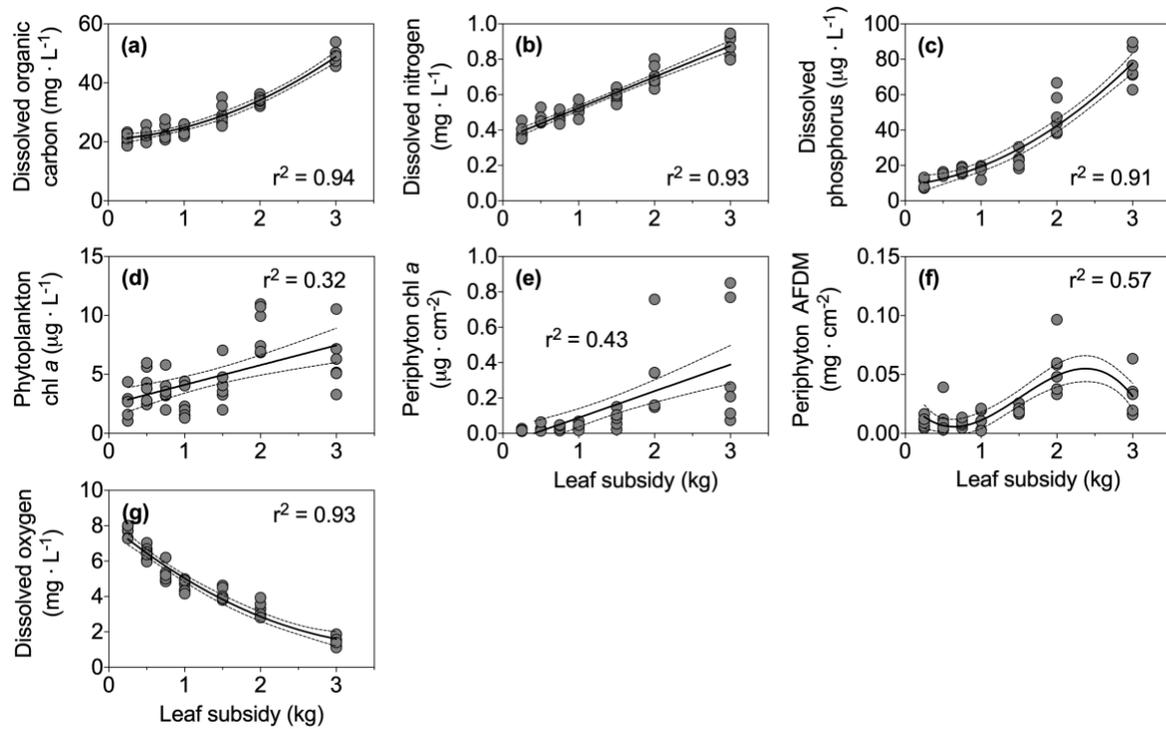 Dissolved organic
carbon (mg · L-1)
60
40
20
0
(a)
r2 = 0.94
0 1 2 3
Dissolved nitrogen
(mg · L-1)
1.0
0.8
0.6
0.4
0.2
0.0
(b)
r2 = 0.93
0 1 2 3
Dissolved
phosphorus (µg · L-1)
100
80
60
40
20
0
(c)
r2 = 0.91
0 1 2 3
Phytoplankton
chl a (µg · L-1)
15
10
5
0
(d)
r2 = 0.32
0 1 2 3
Periphyton chl a
(µg · cm-2)
1.0
0.8
0.6
0.4
0.2
0.0
(e)
r2 = 0.43
0 1 2 3
Leaf subsidy (kg)
Periphyton AFDM
(mg · cm-2)
0.15
0.10
0.05
0.00
(f)
r2 = 0.57
0 1 2 3
Leaf subsidy (kg)
Dissolved oxygen
(mg · L-1)
10
8
6
4
2
0
(g)
r2 = 0.93
0 1 2 3
Leaf subsidy (kg)